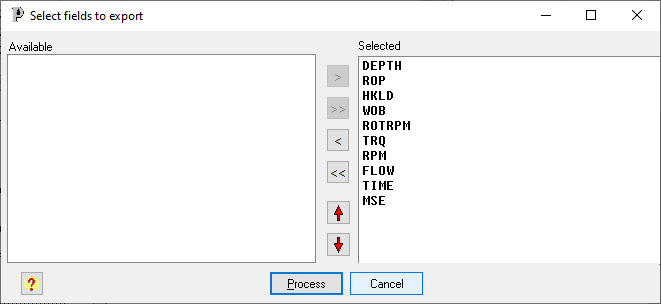 Select fields to export
Available
Selected
DEPTH
ROP
HKLD
WOB
ROTRPM
TRQ
RPM
FLOW
TIME
MSE
>
>>
<
<<
?
Process
Cancel